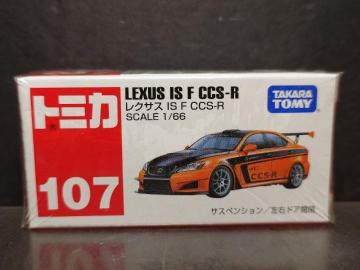 LEXUS IS F CCS-R
レクサス IS F CCS-R
SCALE 1/66
TAKARA
TOMY
トミカ
107
CCS-R
サスペンション/左右ドア開閉